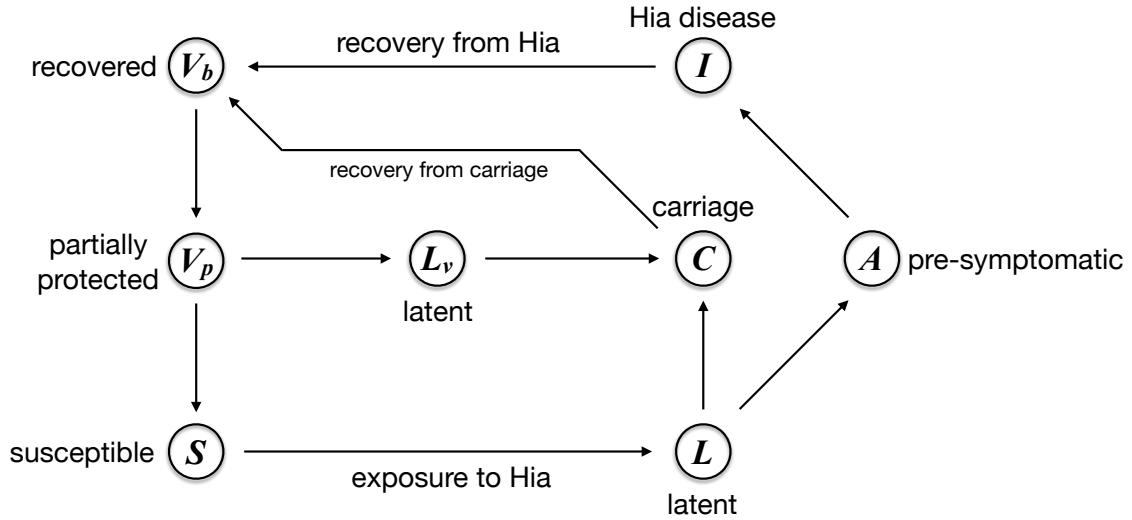 Hia disease
recovery from Hia
recovered
V_b
I
recovery from carriage
carriage
partially
protected
V_p
L_v
C
A
pre-symptomatic
latent
susceptible
S
L
exposure to Hia
latent